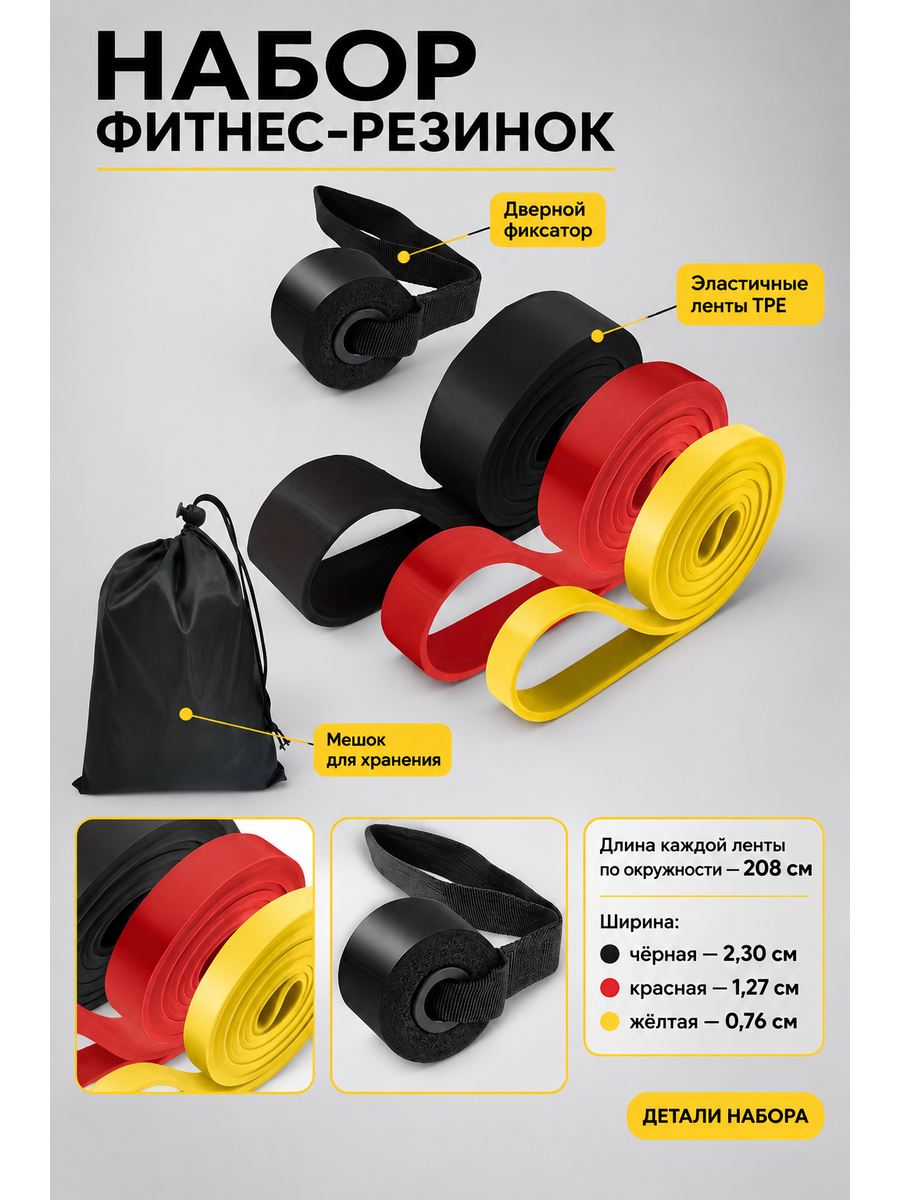 НАБОР
ФИТНЕС-РЕЗИНОК
Дверной
фиксатор
Эластичные
ленты TPE
Мешок
для хранения
Длина каждой ленты
по окружности — 208 см
Ширина:
чёрная — 2,30 см
красная — 1,27 см
жёлтая — 0,76 см
ДЕТАЛИ НАБОРА